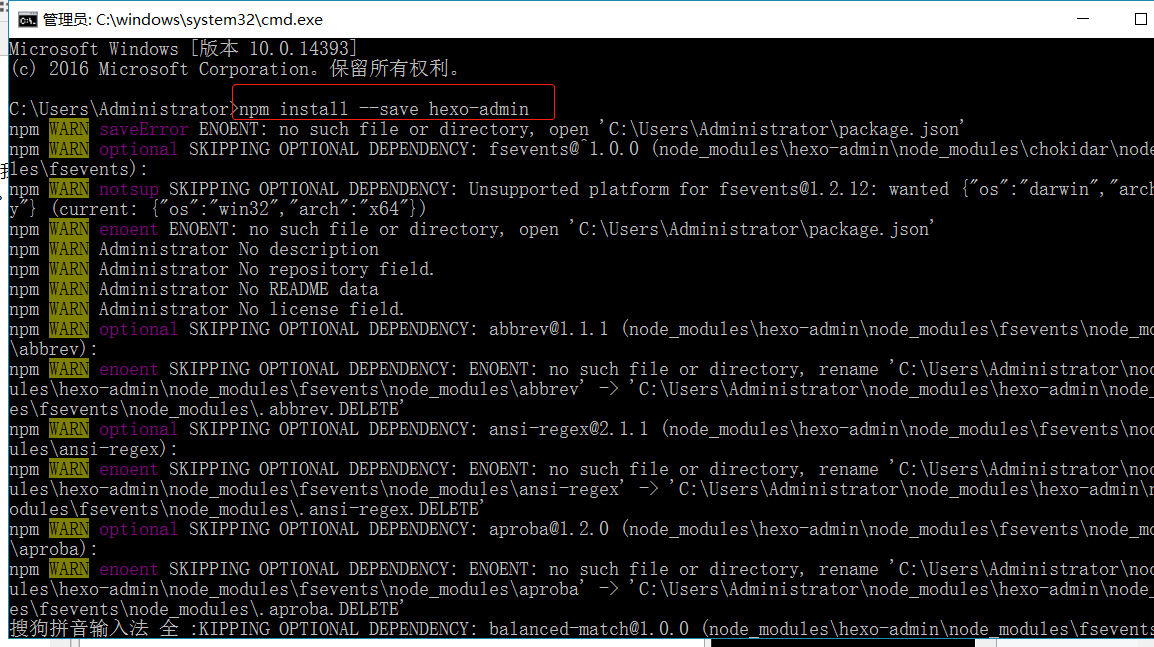 管理员: C:\windows\system32\cmd.exe
Microsoft Windows [版本 10.0.14393]
(c) 2016 Microsoft Corporation。保留所有权利。
C:\Users\Administrator>npm install --save hexo-admin
npm WARN saveError ENOENT: no such file or directory, open 'C:\Users\Administrator\package.json'
npm WARN optional SKIPPING OPTIONAL DEPENDENCY: fsevents@^1.0.0 (node_modules\hexo-admin\node_modules\chokidar\node
les\fsevents):
npm WARN notsup SKIPPING OPTIONAL DEPENDENCY: Unsupported platform for fsevents@1.2.12: wanted {"os":"darwin","arch
y"} (current: {"os":"win32","arch":"x64"})
npm WARN enoent ENOENT: no such file or directory, open 'C:\Users\Administrator\package.json'
npm WARN Administrator No description
npm WARN Administrator No repository field.
npm WARN Administrator No README data
npm WARN Administrator No license field.
npm WARN optional SKIPPING OPTIONAL DEPENDENCY: abbrev@1.1.1 (node_modules\hexo-admin\node_modules\fsevents\node_mo
\abbrev):
npm WARN enoent SKIPPING OPTIONAL DEPENDENCY: ENOENT: no such file or directory, rename 'C:\Users\Administrator\noc
ules\hexo-admin\node_modules\fsevents\node_modules\abbrev' -> 'C:\Users\Administrator\node_modules\hexo-admin\node_
es\fsevents\node_modules\.abbrev.DELETE'
npm WARN optional SKIPPING OPTIONAL DEPENDENCY: ansi-regex@2.1.1 (node_modules\hexo-admin\node_modules\fsevents\noc
ules\ansi-regex):
npm WARN enoent SKIPPING OPTIONAL DEPENDENCY: ENOENT: no such file or directory, rename 'C:\Users\Administrator\noc
ules\hexo-admin\node_modules\fsevents\node_modules\ansi-regex' -> 'C:\Users\Administrator\node_modules\hexo-admin\n
odules\fsevents\node_modules\.ansi-regex.DELETE'
npm WARN optional SKIPPING OPTIONAL DEPENDENCY: aproba@1.2.0 (node_modules\hexo-admin\node_modules\fsevents\node_mo
\aproba):
npm WARN enoent SKIPPING OPTIONAL DEPENDENCY: ENOENT: no such file or directory, rename 'C:\Users\Administrator\noc
ules\hexo-admin\node_modules\fsevents\node_modules\aproba' -> 'C:\Users\Administrator\node_modules\hexo-admin\node_
es\fsevents\node_modules\.aproba.DELETE'
搜狗拼音输入法 全 :KIPPING OPTIONAL DEPENDENCY: balanced-match@1.0.0 (node_modules\hexo-admin\node_modules\fsevents